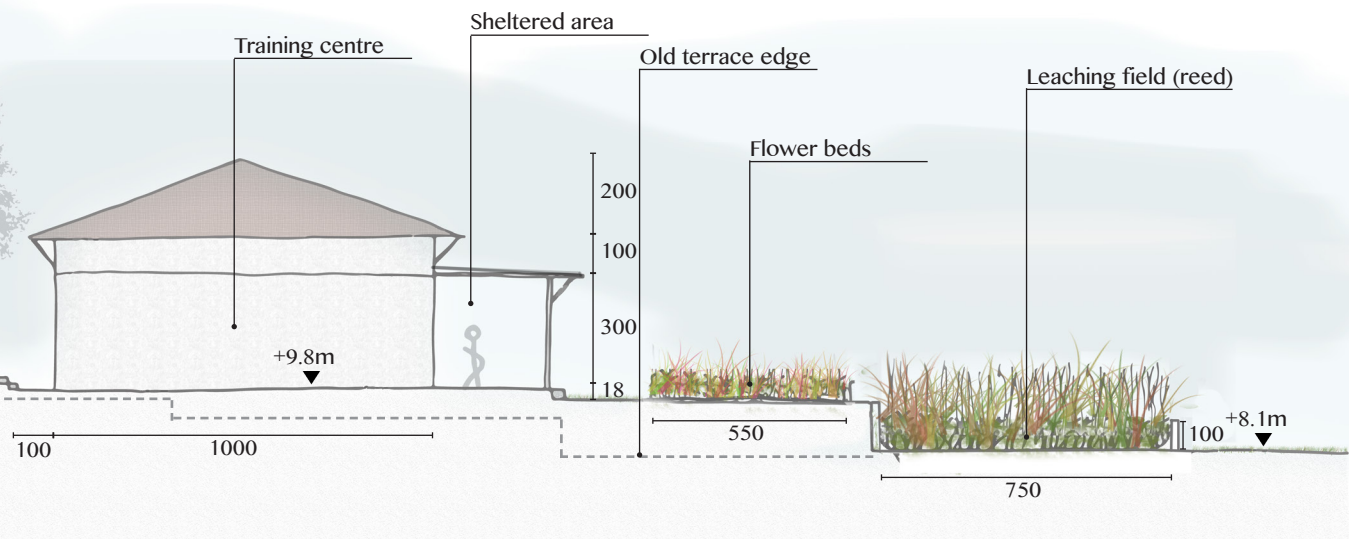 Sheltered area
Training centre
Old terrace edge
Leaching field (reed)
Flower beds
200
100
300
+9.8m
18
100
1000
550
100
+8.1m
750